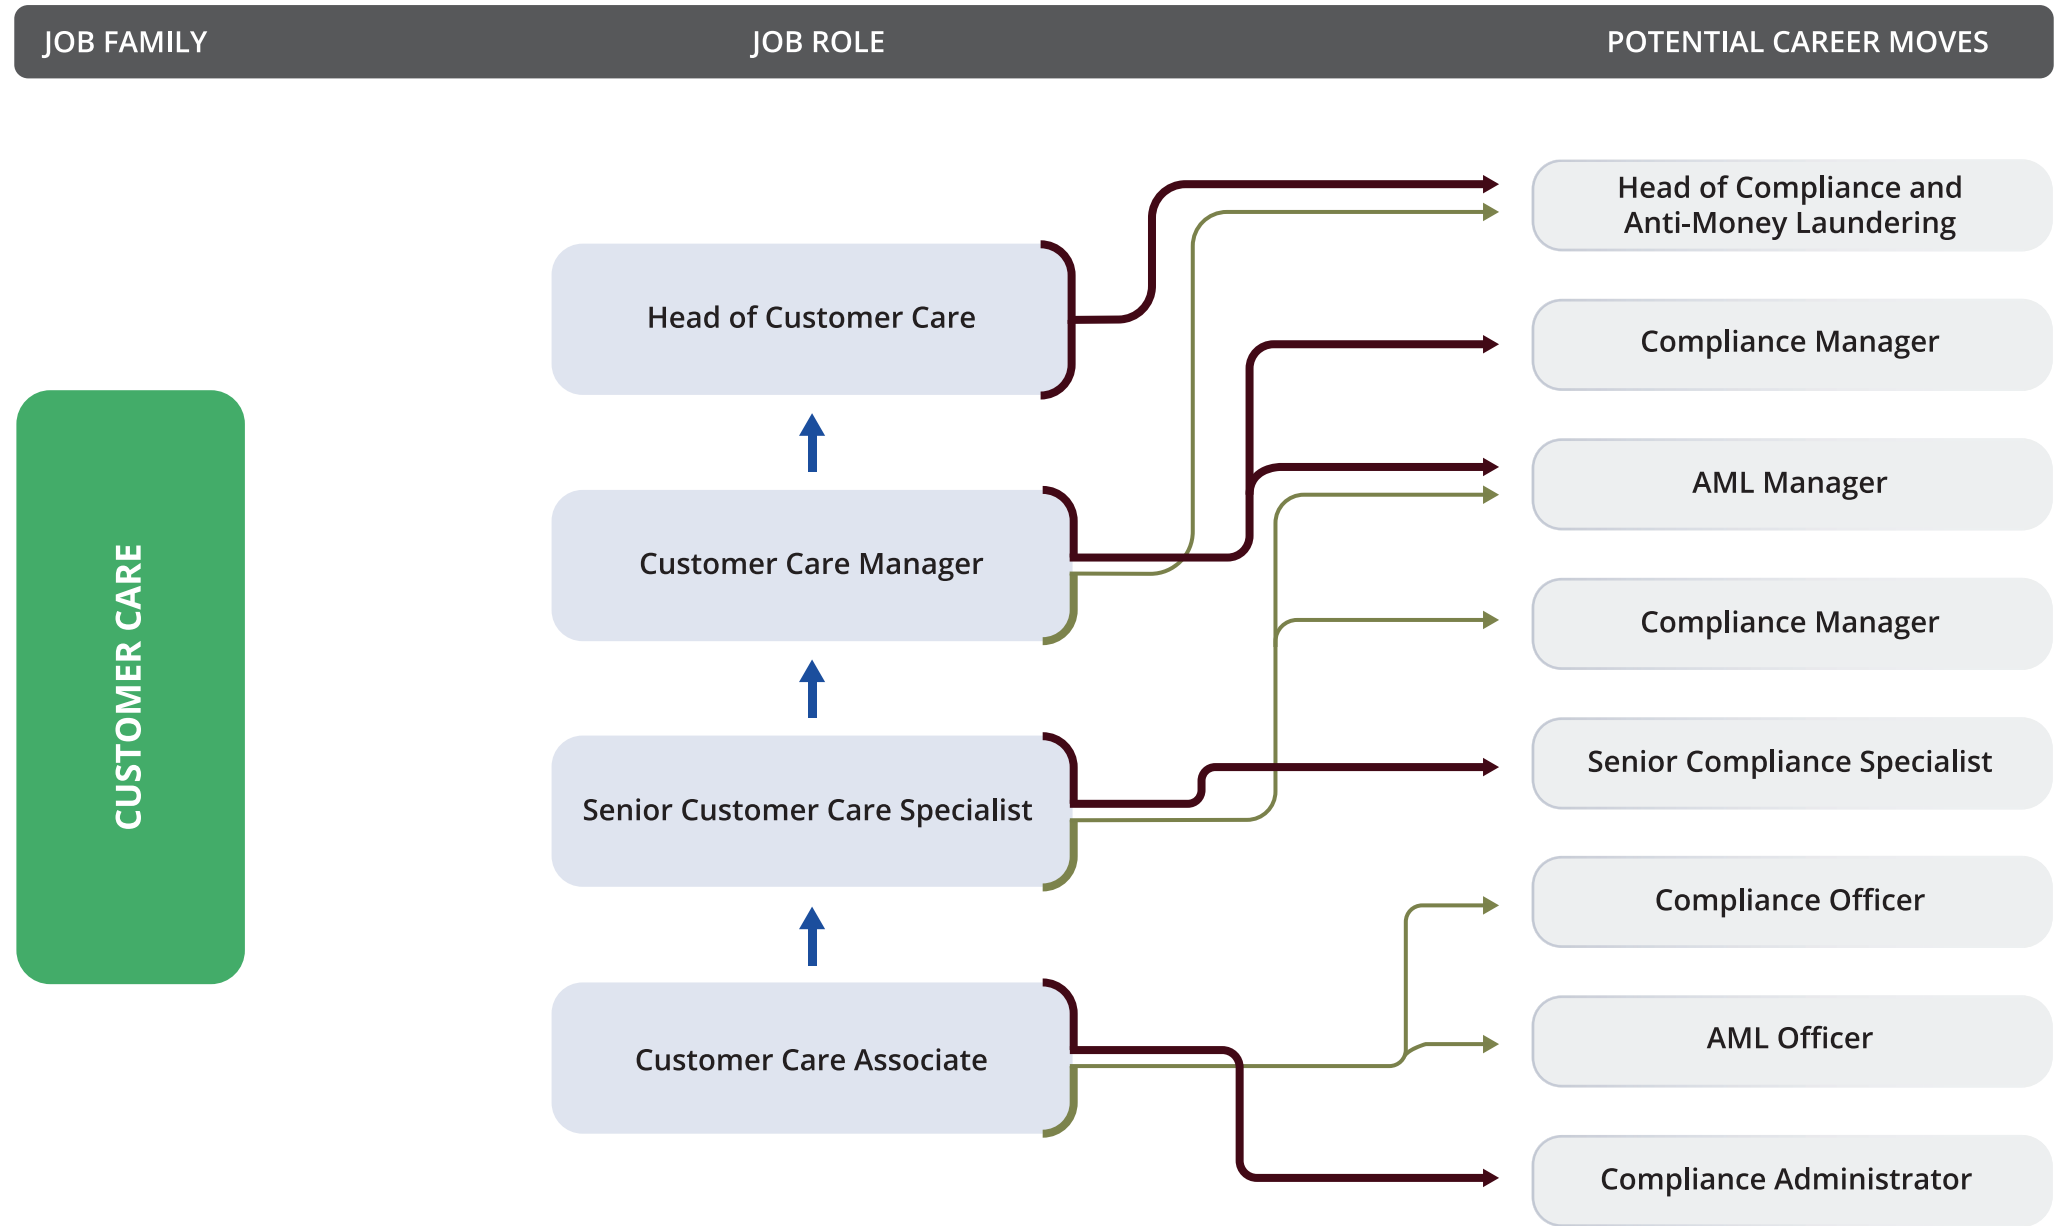 JOB FAMILY
JOB ROLE
POTENTIAL CAREER MOVES
CUSTOMER CARE
Head of Customer Care
Customer Care Manager
Senior Customer Care Specialist
Customer Care Associate
Head of Compliance and
Anti-Money Laundering
Compliance Manager
AML Manager
Compliance Manager
Senior Compliance Specialist
Compliance Officer
AML Officer
Compliance Administrator